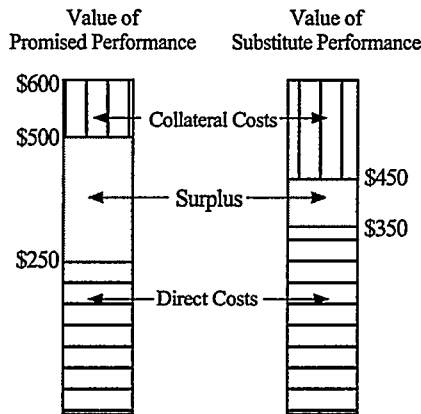 Value of
Promised Performance
Value of
Substitute Performance
$600
$500
Collateral Costs
$450
Surplus
$350
$250
Direct Costs